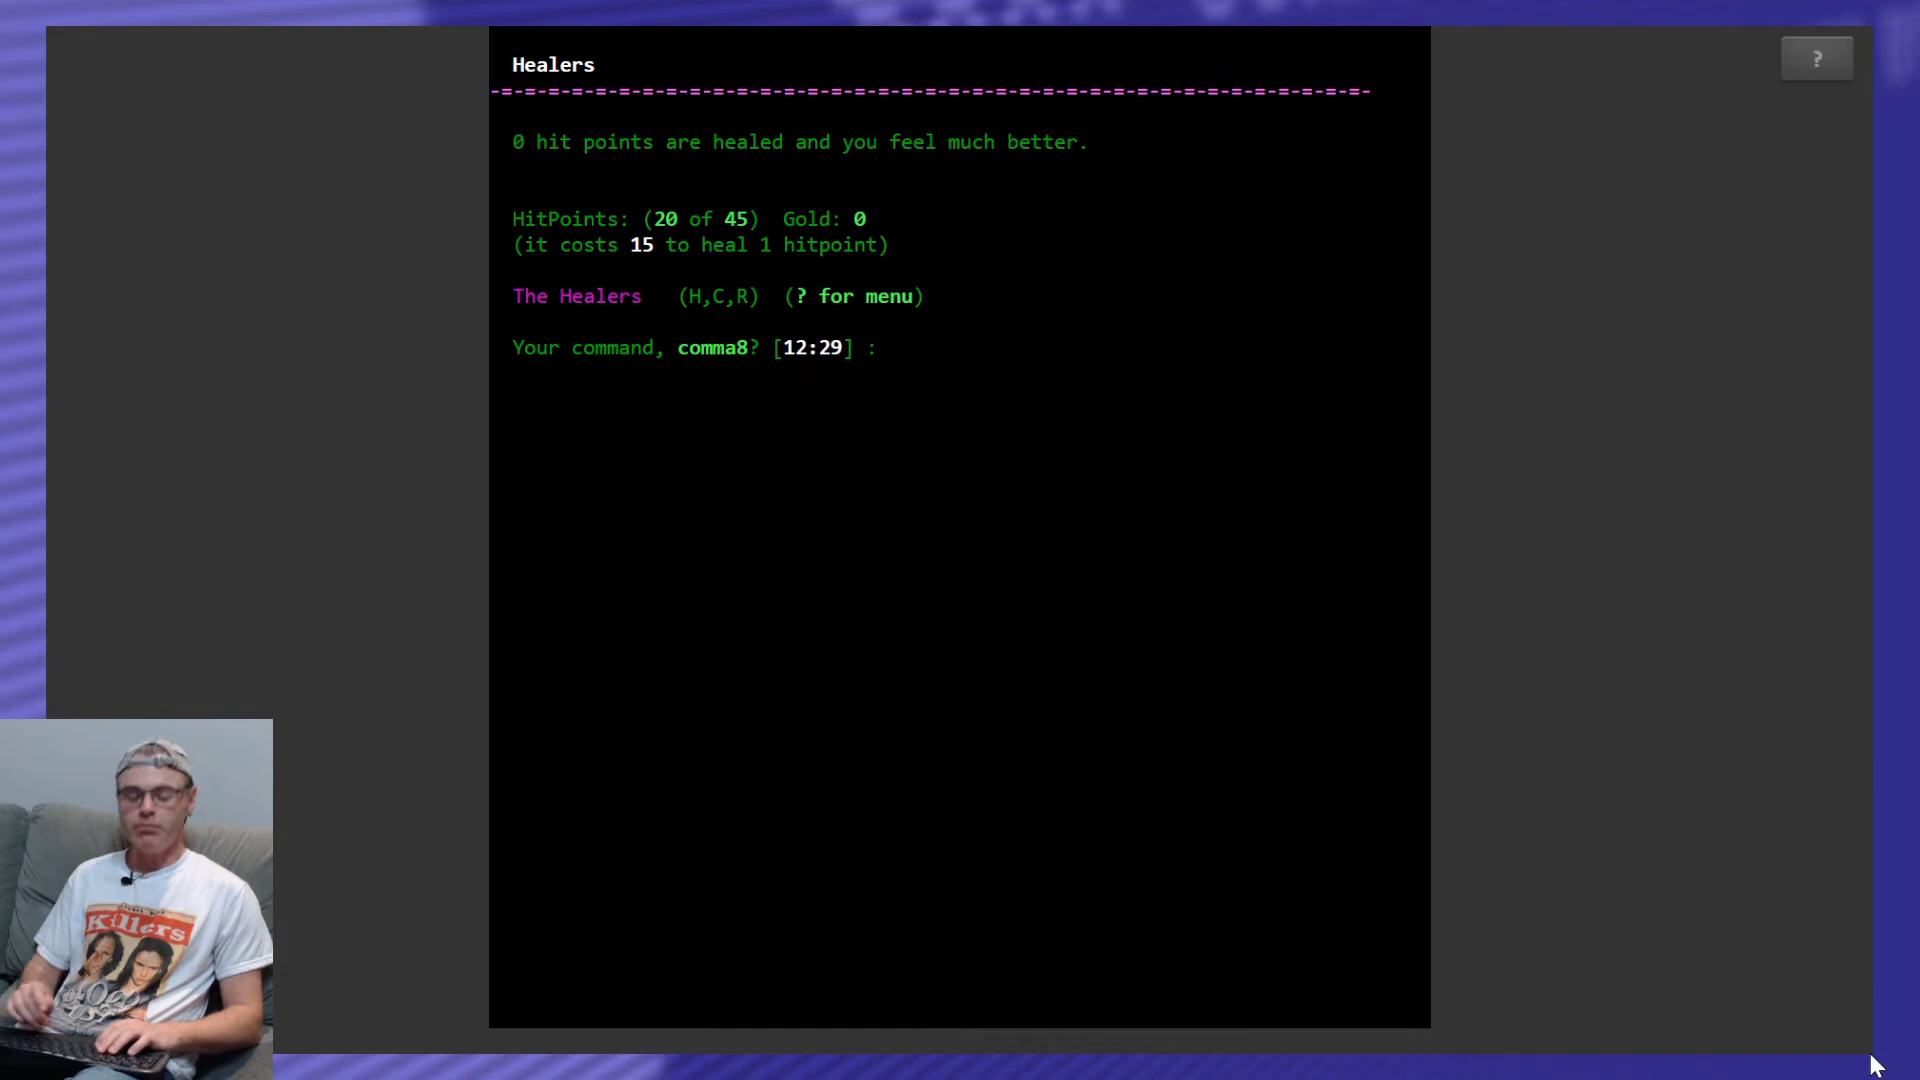 ?
Healers
-=-=-=-=-=-=-=-=-=-=-=-=-=-=-=-=-=-=-=-=-=-=-=-=-=-=-=-=-=-=-=-=-=-=-=-=-=-
0 hit points are healed and you feel much better.
HitPoints: (20 of 45)  Gold: 0
(it costs 15 to heal 1 hitpoint)
The Healers   (H,C,R)  (? for menu)
Your command, comma8? [12:29] :
Killers